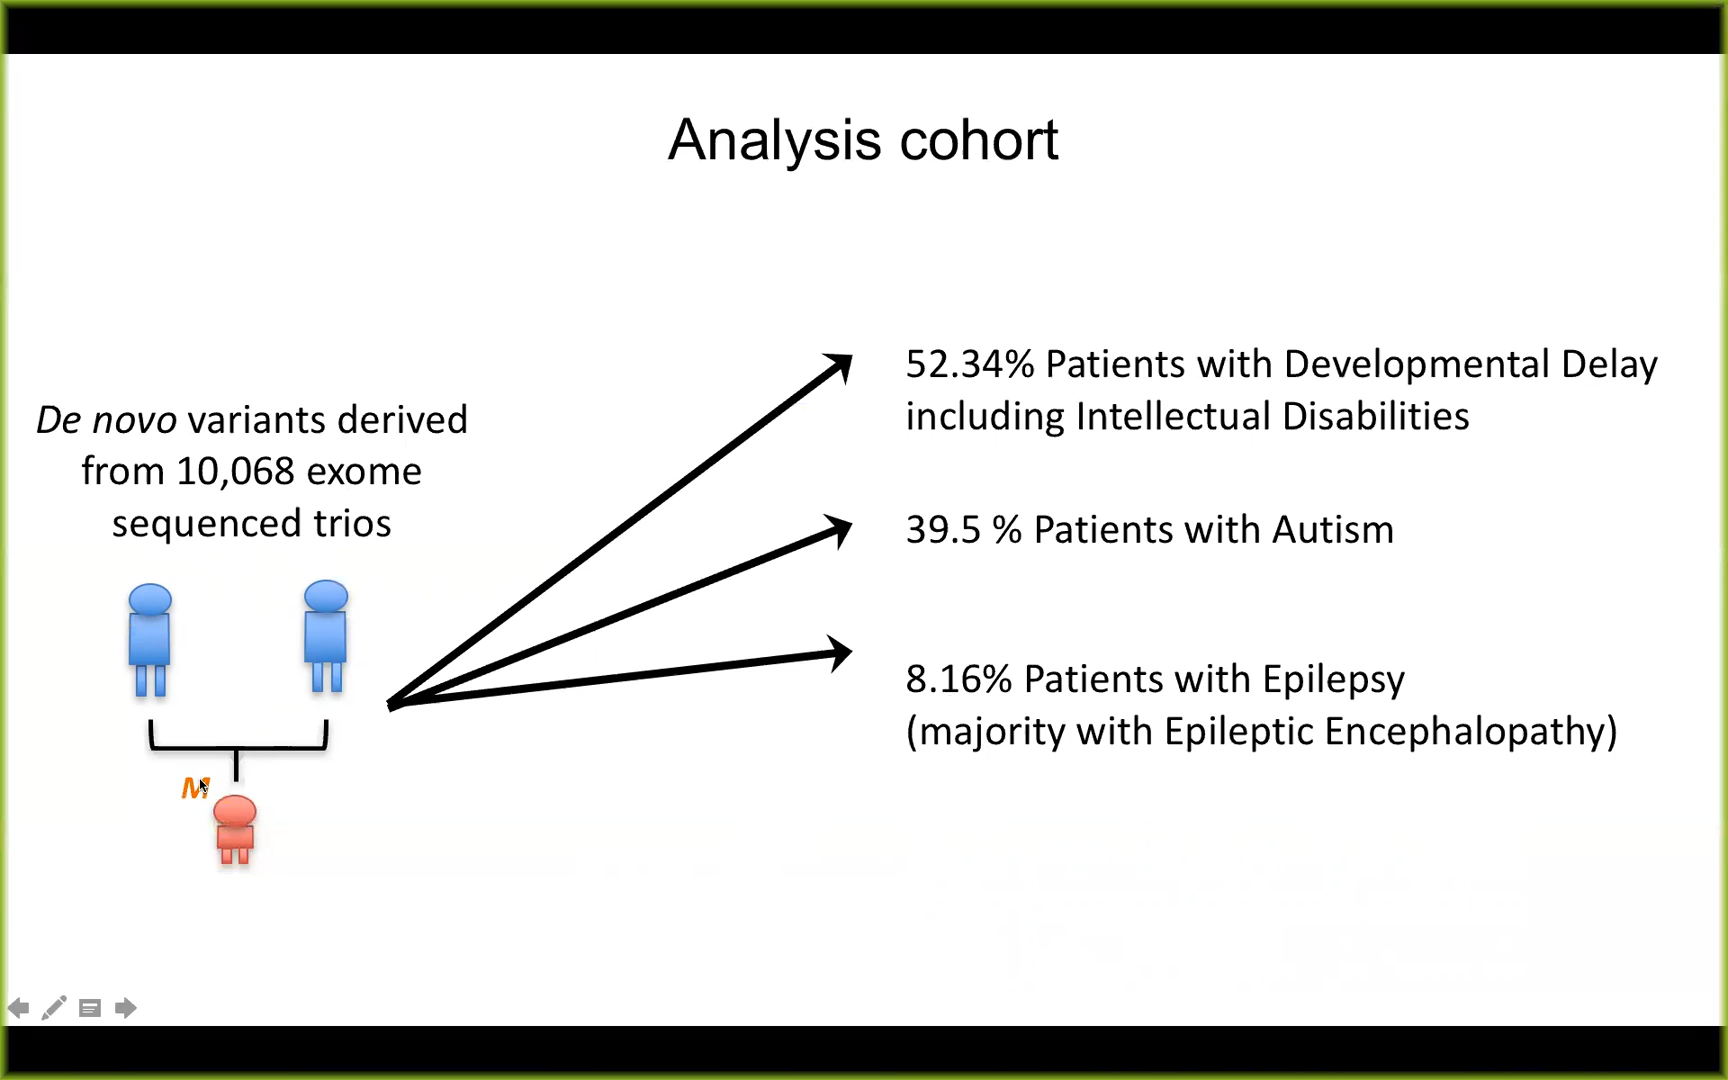 Analysis cohort
De novo variants derived
from 10,068 exome
sequenced trios
52.34% Patients with Developmental Delay
including Intellectual Disabilities
39.5 % Patients with Autism
8.16% Patients with Epilepsy
(majority with Epileptic Encephalopathy)
M